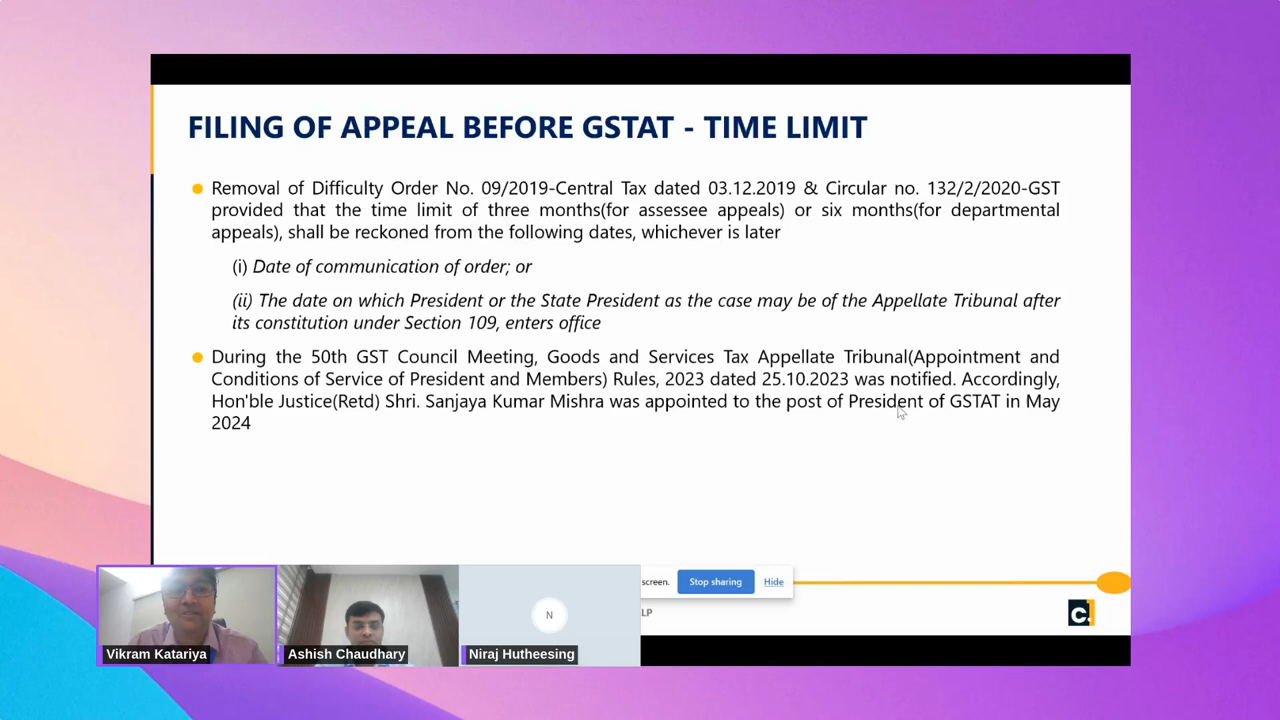 FILING OF APPEAL BEFORE GSTAT - TIME LIMIT
Removal of Difficulty Order No. 09/2019-Central Tax dated 03.12.2019 & Circular no. 132/2/2020-GST
provided that the time limit of three months(for assessee appeals) or six months(for departmental
appeals), shall be reckoned from the following dates, whichever is later
(i) Date of communication of order; or
(ii) The date on which President or the State President as the case may be of the Appellate Tribunal after
its constitution under Section 109, enters office
During the 50th GST Council Meeting, Goods and Services Tax Appellate Tribunal(Appointment and
Conditions of Service of President and Members) Rules, 2023 dated 25.10.2023 was notified. Accordingly,
Hon'ble Justice(Retd) Shri. Sanjaya Kumar Mishra was appointed to the post of President of GSTAT in May
2024
screen. Stop sharing Hide
LP
C
N
Vikram Katariya
Ashish Chaudhary
Niraj Hutheesing